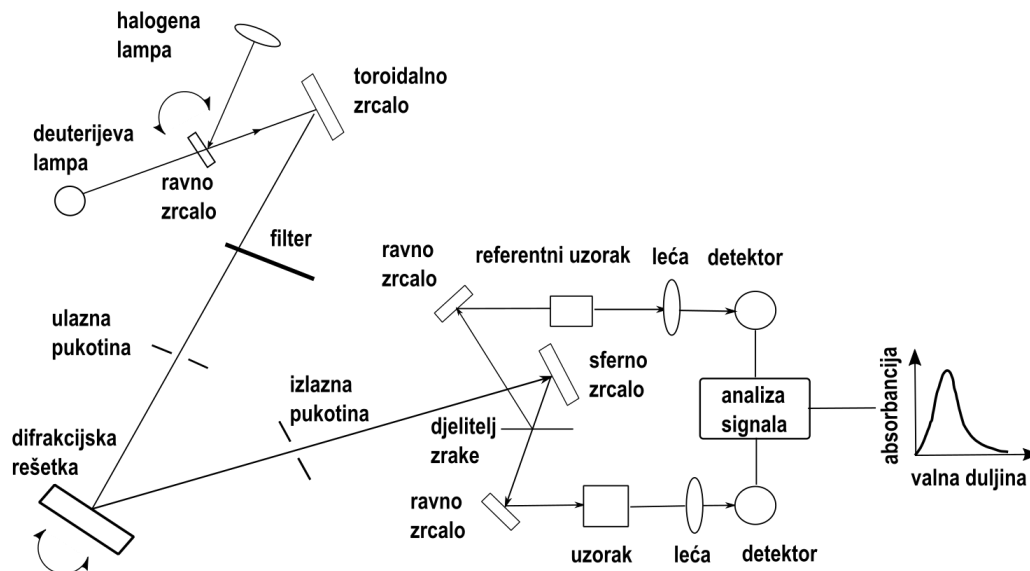 halogena
lampa
toroidalno
zrcalo
deuterijeva
lampa
ravno
zrcalo
filter
ravno
zrcalo
referentni uzorak
leća
detektor
ulazna
pukotina
izlazna
pukotina
sferno
zrcalo
analiza
signala
absorbancija
valna duljina
difrakcijska
rešetka
djelitelj
zrake
ravno
zrcalo
uzorak
leća
detektor